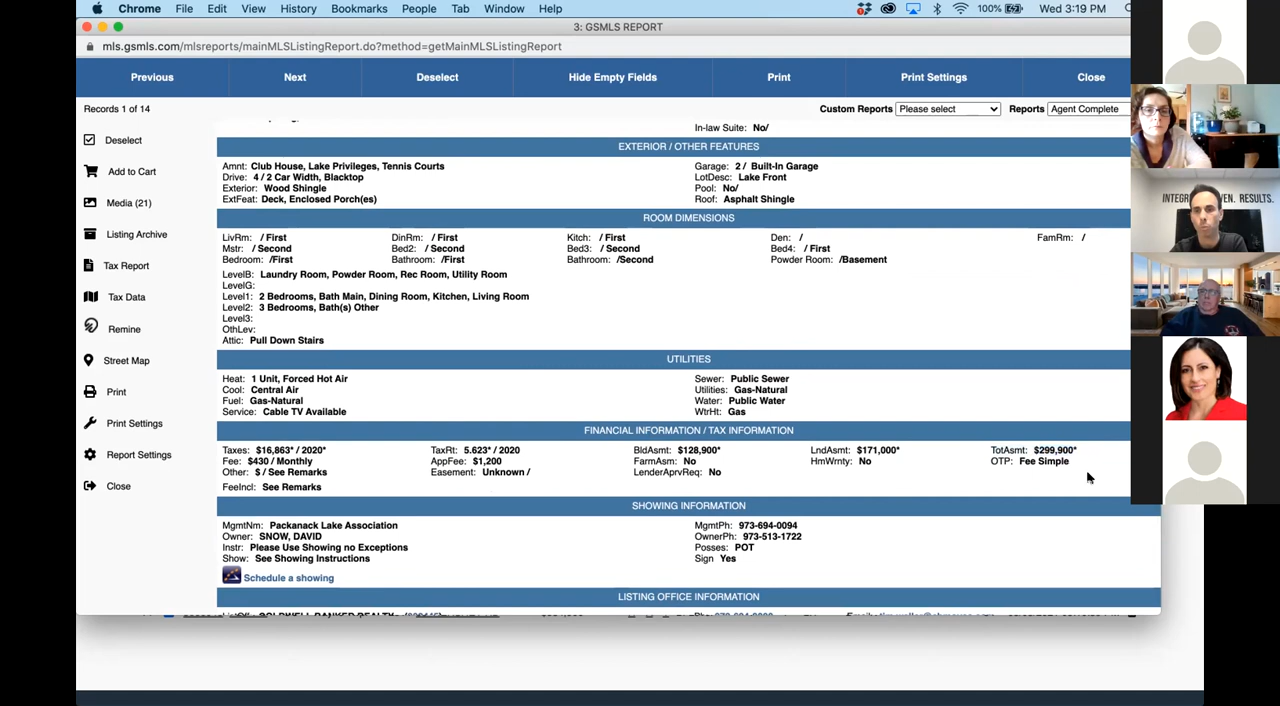 Chrome File Edit View History Bookmarks People Tab Window Help 100% Wed 3:19 PM
3: GSMLS REPORT
mls.gsmls.com/mlsreports/mainMLSListingReport.do?method=getMainMLSListingReport
Previous Next Deselect Hide Empty Fields Print Print Settings Close
Records 1 of 14 Custom Reports Please select Reports Agent Complete
In-law Suite: No/
Deselect
Add to Cart
Media (21)
Listing Archive
Tax Report
Tax Data
Remine
Street Map
Print
Print Settings
Report Settings
Close
EXTERIOR / OTHER FEATURES
Amnt: Club House, Lake Privileges, Tennis Courts Garage: 2 / Built-In Garage
Drive: 4 / 2 Car Width, Blacktop LotDesc: Lake Front
Exterior: Wood Shingle Pool: No/
ExtFeat: Deck, Enclosed Porch(es) Roof: Asphalt Shingle
ROOM DIMENSIONS
LivRm: / First DinRm: / First Kitch: / First Den: / FamRm: /
Mstr: / Second Bed2: / Second Bed3: / Second Bed4: / First
Bedroom: /First Bathroom: /First Bathroom: /Second Powder Room: /Basement
LevelB: Laundry Room, Powder Room, Rec Room, Utility Room
LevelG:
Level1: 2 Bedrooms, Bath Main, Dining Room, Kitchen, Living Room
Level2: 3 Bedrooms, Bath(s) Other
Level3:
OthLev:
Attic: Pull Down Stairs
UTILITIES
Heat: 1 Unit, Forced Hot Air Sewer: Public Sewer
Cool: Central Air Utilities: Gas-Natural
Fuel: Gas-Natural Water: Public Water
Service: Cable TV Available WtrHt: Gas
FINANCIAL INFORMATION / TAX INFORMATION
Taxes: $16,863* / 2020* TaxRt: 5.623* / 2020 BldAsmt: $128,900* LndAsmt: $171,000* TotAsmt: $299,900*
Fee: $430 / Monthly AppFee: $1,200 FarmAsm: No HmWrnty: No OTP: Fee Simple
Other: $ / See Remarks Easement: Unknown / LenderAprvReq: No
FeeIncl: See Remarks
SHOWING INFORMATION
MgmtNm: Packanack Lake Association MgmtPh: 973-694-0094
Owner: SNOW, DAVID OwnerPh: 973-513-1722
Instr: Please Use Showing no Exceptions Posses: POT
Show: See Showing Instructions Sign Yes
Schedule a showing
LISTING OFFICE INFORMATION
RESULTS.